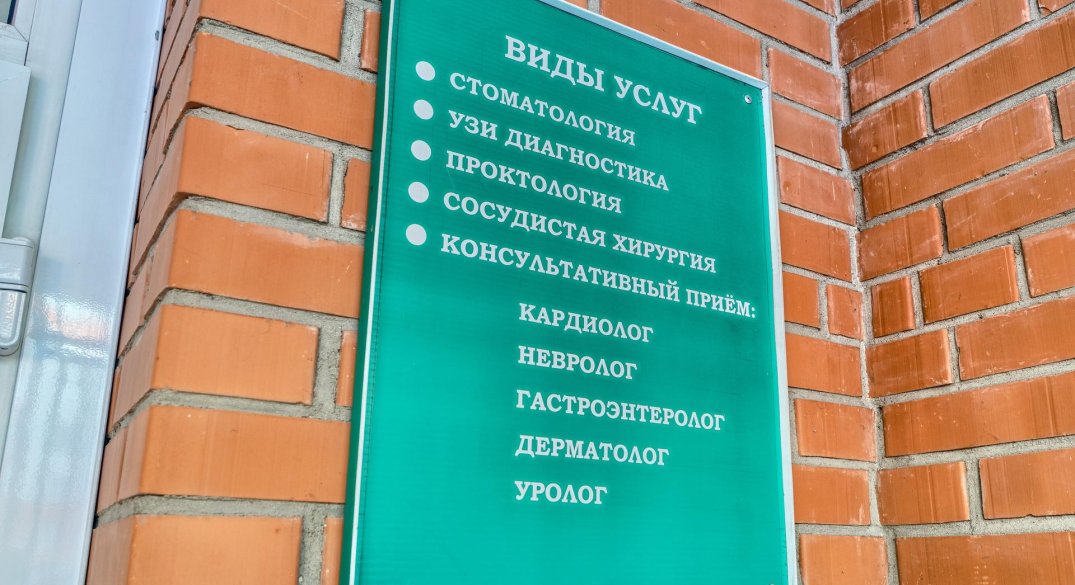 ВИДЫ УСЛУГ
СТОМАТОЛОГИЯ
УЗИ ДИАГНОСТИКА
ПРОКТОЛОГИЯ
СОСУДИСТАЯ ХИРУРГИЯ
КОНСУЛЬТАТИВНЫЙ ПРИЁМ:
КАРДИОЛОГ
НЕВРОЛОГ
ГАСТРОЭНТЕРОЛОГ
ДЕРМАТОЛОГ
УРОЛОГ